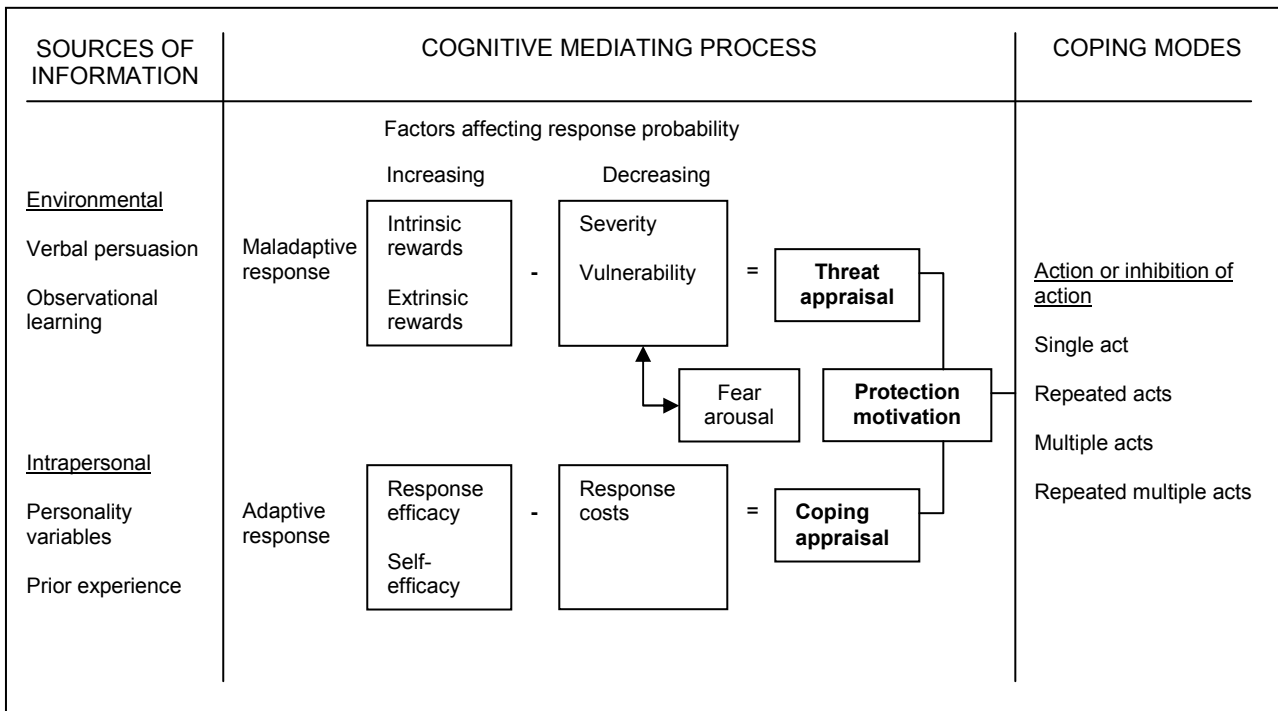 SOURCES OF
INFORMATION
COGNITIVE MEDIATING PROCESS
COPING MODES
Environmental
Verbal persuasion
Observational
learning
Intrapersonal
Personality
variables
Prior experience
Factors affecting response probability
Increasing
Decreasing
Maladaptive
response
Intrinsic
rewards
Extrinsic
rewards
-
Severity
Vulnerability
=
Threat
appraisal
Fear
arousal
Protection
motivation
Adaptive
response
Response
efficacy
Self-
efficacy
-
Response
costs
=
Coping
appraisal
Action or inhibition of
action
Single act
Repeated acts
Multiple acts
Repeated multiple acts